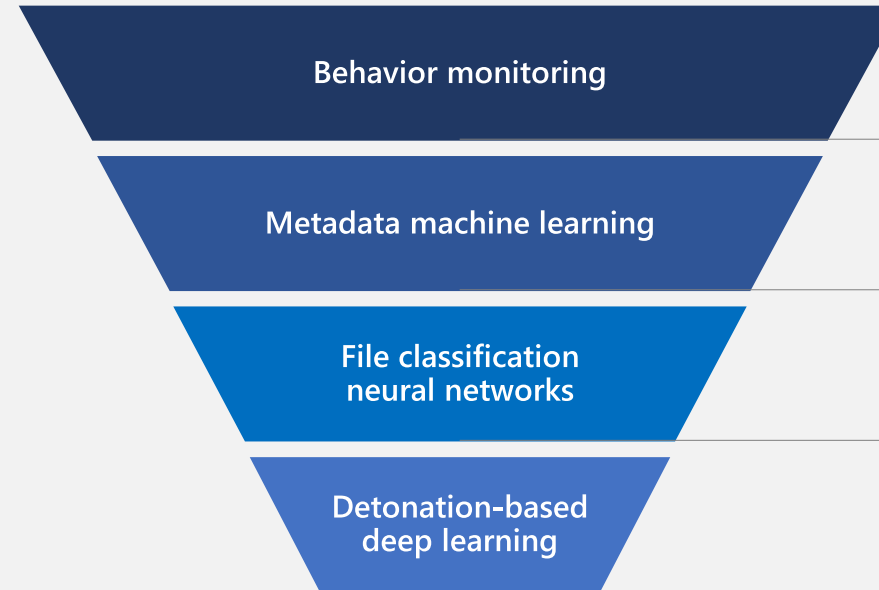 Behavior monitoring
Metadata machine learning
File classification
neural networks
Detonation-based
deep learning